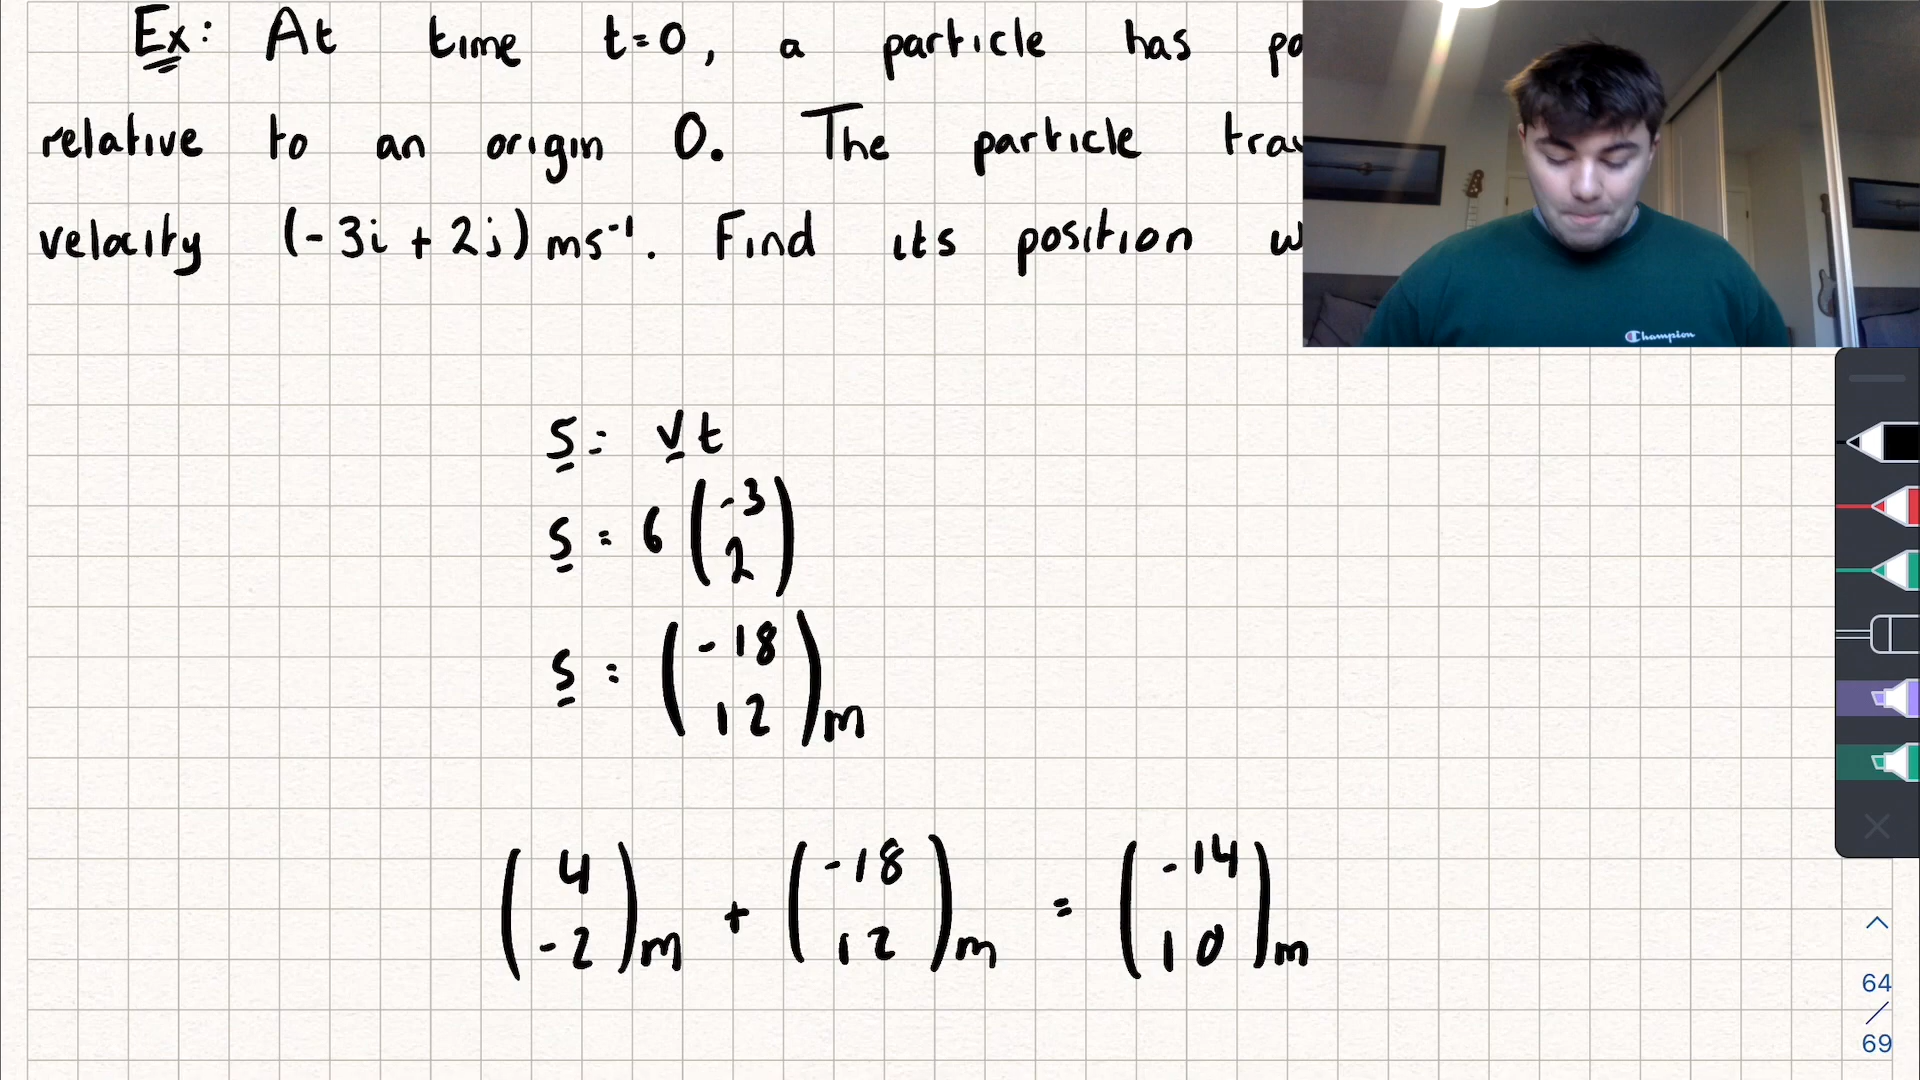 Ex: At time t=0, a particle has po
relative to an origin O. The particle trav
velocity (-3i + 2j) ms⁻¹. Find its position w
Champion
s = vt
s = 6 (-3
2)
s = (-18
12) m
(4
-2) m + (-18
12) m = (-14
10) m
64
/
69